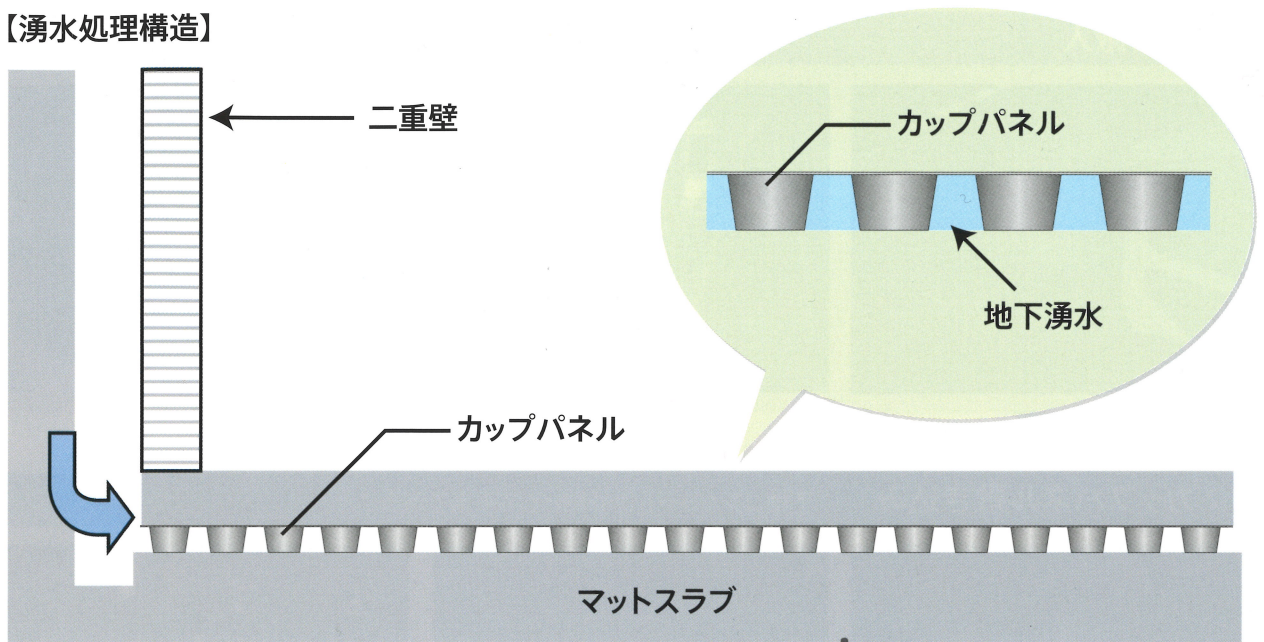 【湧水処理構造】
二重壁
カップパネル
地下湧水
カップパネル
マットスラブ